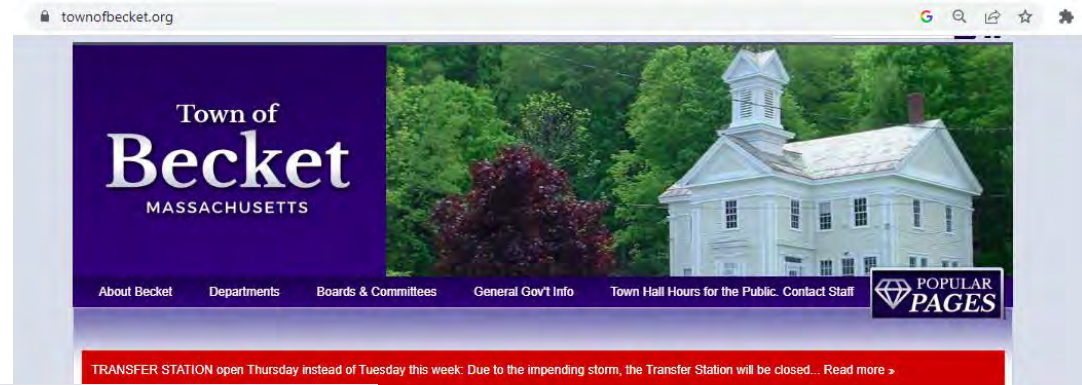 townofbecket.org
Town of
Becket
MASSACHUSETTS
About Becket Departments Boards & Committees General Gov't Info Town Hall Hours for the Public. Contact Staff
POPULAR
PAGES
TRANSFER STATION open Thursday instead of Tuesday this week: Due to the impending storm, the Transfer Station will be closed... Read more »